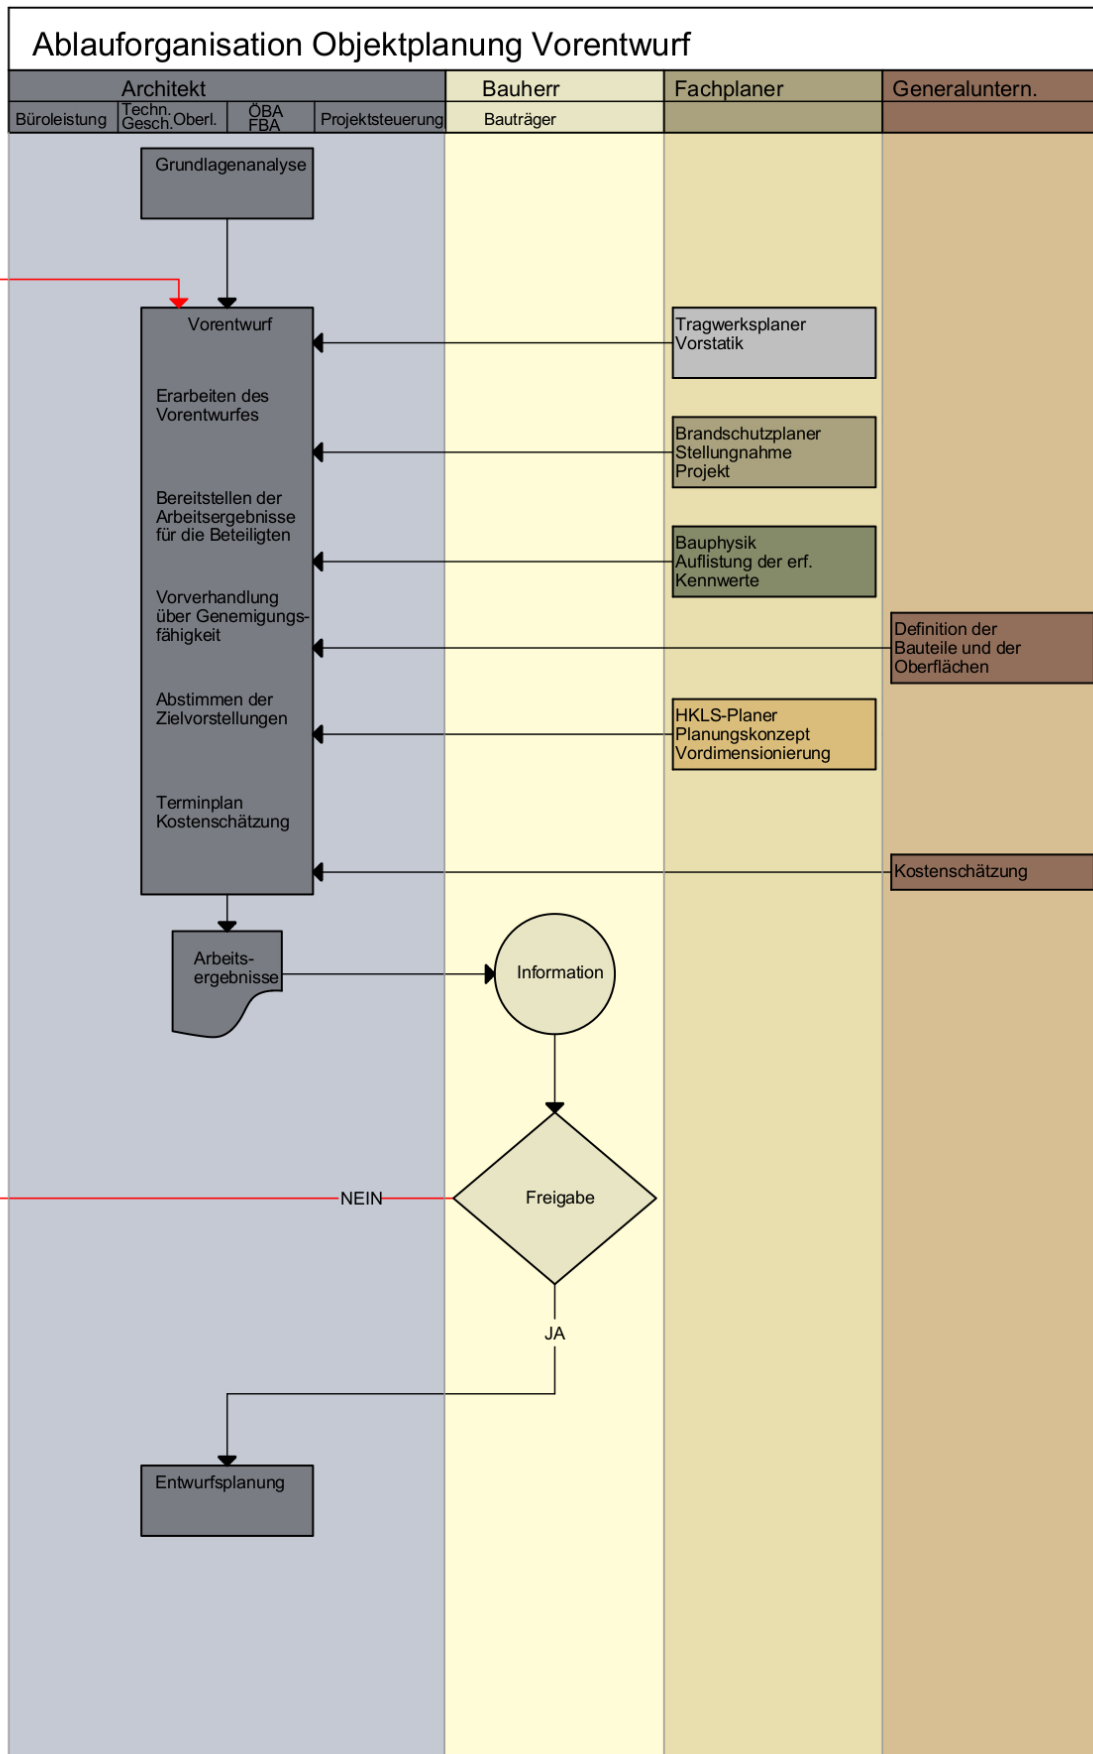 Ablauforganisation Objektplanung Vorentwurf
Architekt
Bauherr
Fachplaner
Generaluntern.
Büroleistung
Techn.
Gesch.Oberl.
ÖBA
FBA
Projektsteuerung
Bauträger
Grundlagenanalyse
Vorentwurf
Erarbeiten des
Vorentwurfes
Bereitstellen der
Arbeitsergebnisse
für die Beteiligten
Vorverhandlung
über Genemigungs-
fähigkeit
Abstimmen der
Zielvorstellungen
Terminplan
Kostenschätzung
Tragwerksplaner
Vorstatik
Brandschutzplaner
Stellungnahme
Projekt
Bauphysik
Auflistung der erf.
Kennwerte
Definition der
Bauteile und der
Oberflächen
HKLS-Planer
Planungskonzept
Vordimensionierung
Kostenschätzung
Arbeits-
ergebnisse
Information
Freigabe
NEIN
JA
Entwurfsplanung